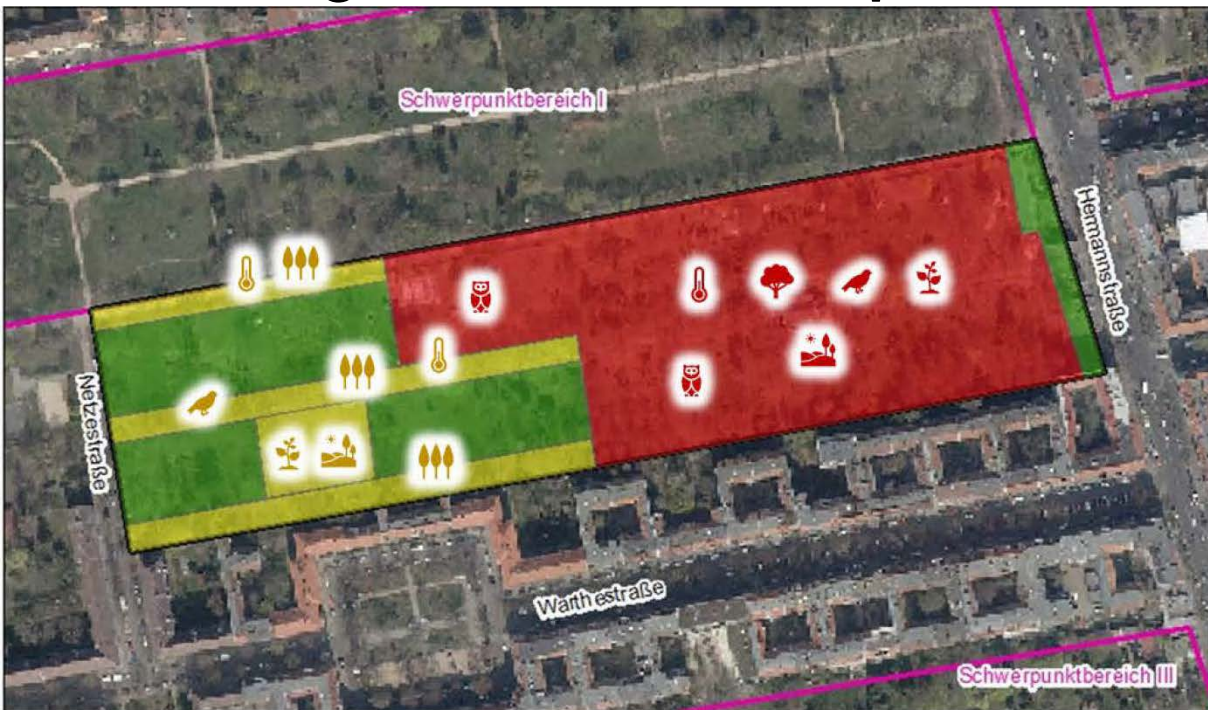 Schwerpunktbereich I
Hermannstraße
Netzestraße
Warthestraße
Schwerpunktbereich III